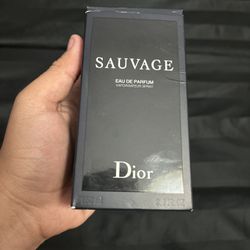 SAUVAGE
EAU DE PARFUM
VAPORISATEUR SPRAY
Dior